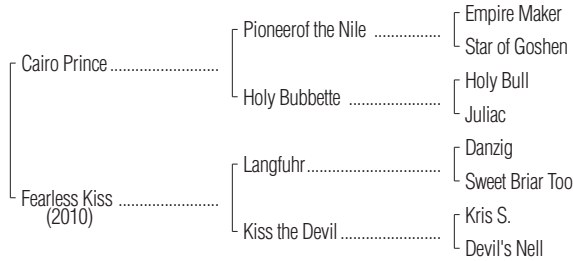 Empire Maker
Pioneerof the Nile ..................
Star of Goshen
Cairo Prince .............................
Holy Bull
Holy Bubbette .........................
Juliac
Danzig
Langfuhr....................................
Sweet Briar Too
Fearless Kiss ..........................
(2010)
Kris S.
Kiss the Devil ...........................
Devil's Nell